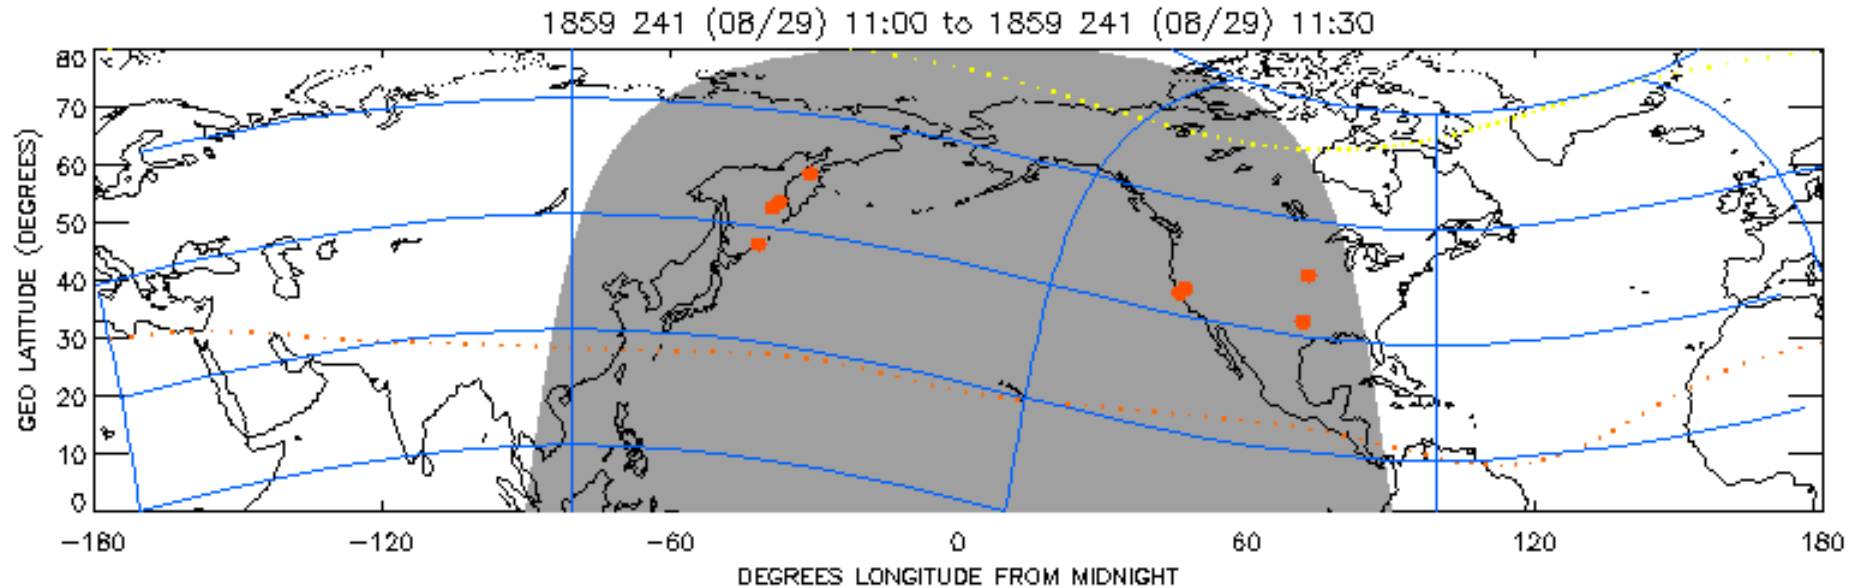 1859 241 (08/29) 11:00 to 1859 241 (08/29) 11:30
GEO LATITUDE (DEGREES)
80
70
60
50
40
30
20
10
0
-180 -120 -60 0 60 120 180
DEGREES LONGITUDE FROM MIDNIGHT